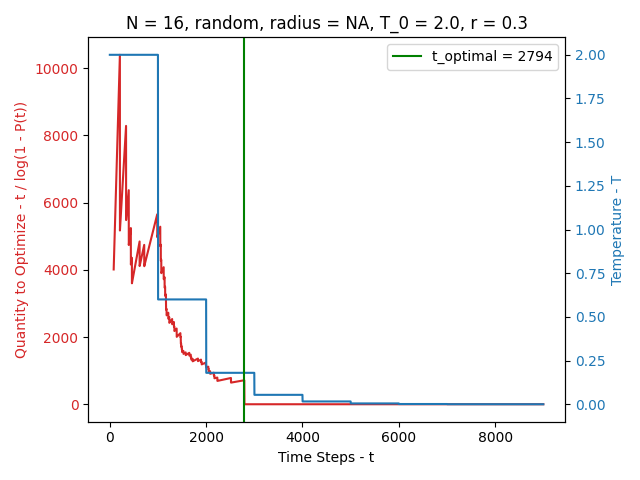 N = 16, random, radius = NA, T_0 = 2.0, r = 0.3
t_optimal = 2794
Quantity to Optimize - t / log(1 - P(t))
10000
8000
6000
4000
2000
0
2.00
1.75
1.50
1.25
1.00
0.75
0.50
0.25
0.00
Temperature - T
0 2000 4000 6000 8000
Time Steps - t